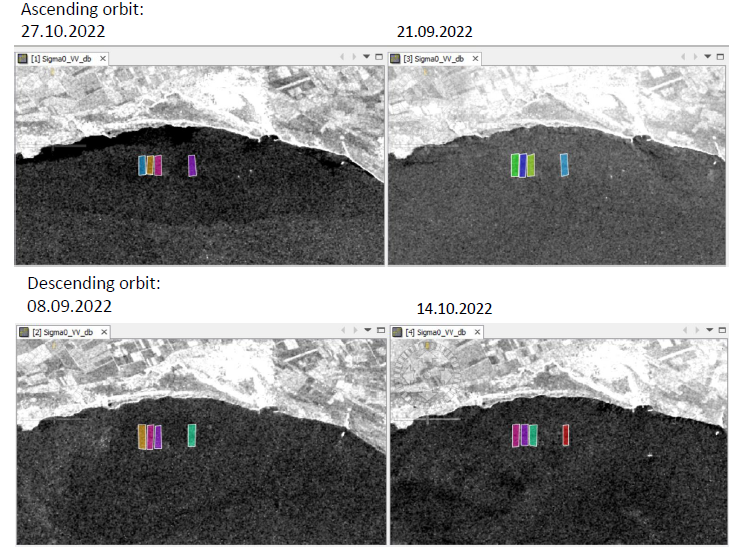 Ascending orbit:
27.10.2022
21.09.2022
[1] Sigma0_VV_db
[3] Sigma0_VV_db
Descending orbit:
08.09.2022
14.10.2022
[2] Sigma0_VV_db
[4] Sigma0_VV_db